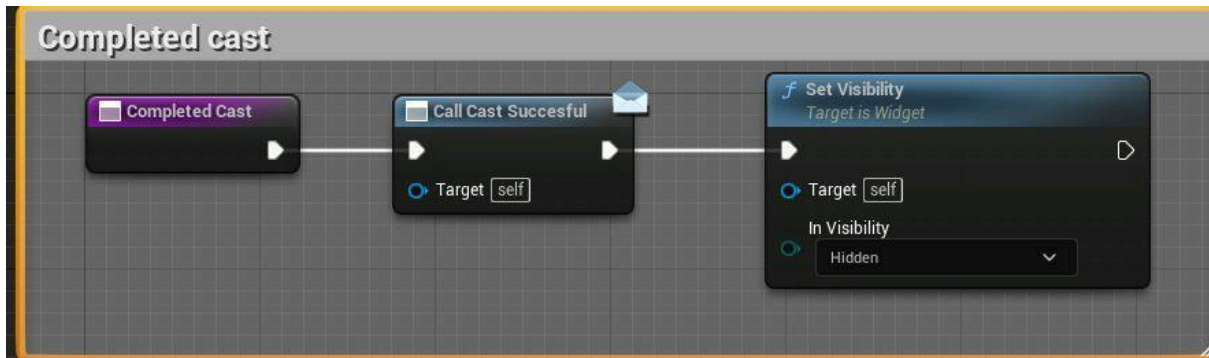 Completed cast
Completed Cast
Call Cast Succesful
Target self
f Set Visibility
Target is Widget
Target self
In Visibility
Hidden